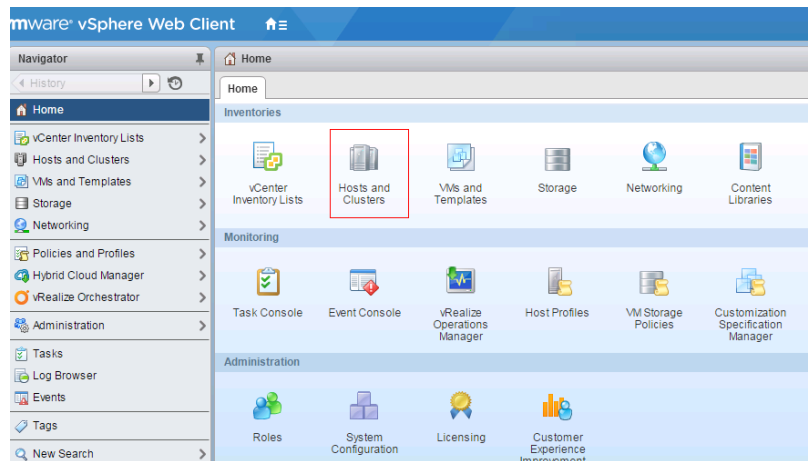 mware® vSphere Web Client
Navigator
Home
History
Home
Home
Inventories
vCenter Inventory Lists
Hosts and Clusters
VMs and Templates
Storage
Networking
vCenter
Inventory Lists
Hosts and
Clusters
VMs and
Templates
Storage
Networking
Content
Libraries
Monitoring
Policies and Profiles
Hybrid Cloud Manager
vRealize Orchestrator
Administration
Task Console
Event Console
vRealize
Operations
Manager
Host Profiles
VM Storage
Policies
Customization
Specification
Manager
Tasks
Log Browser
Events
Tags
New Search
Administration
Roles
System
Configuration
Licensing
Customer
Experience
Improvement